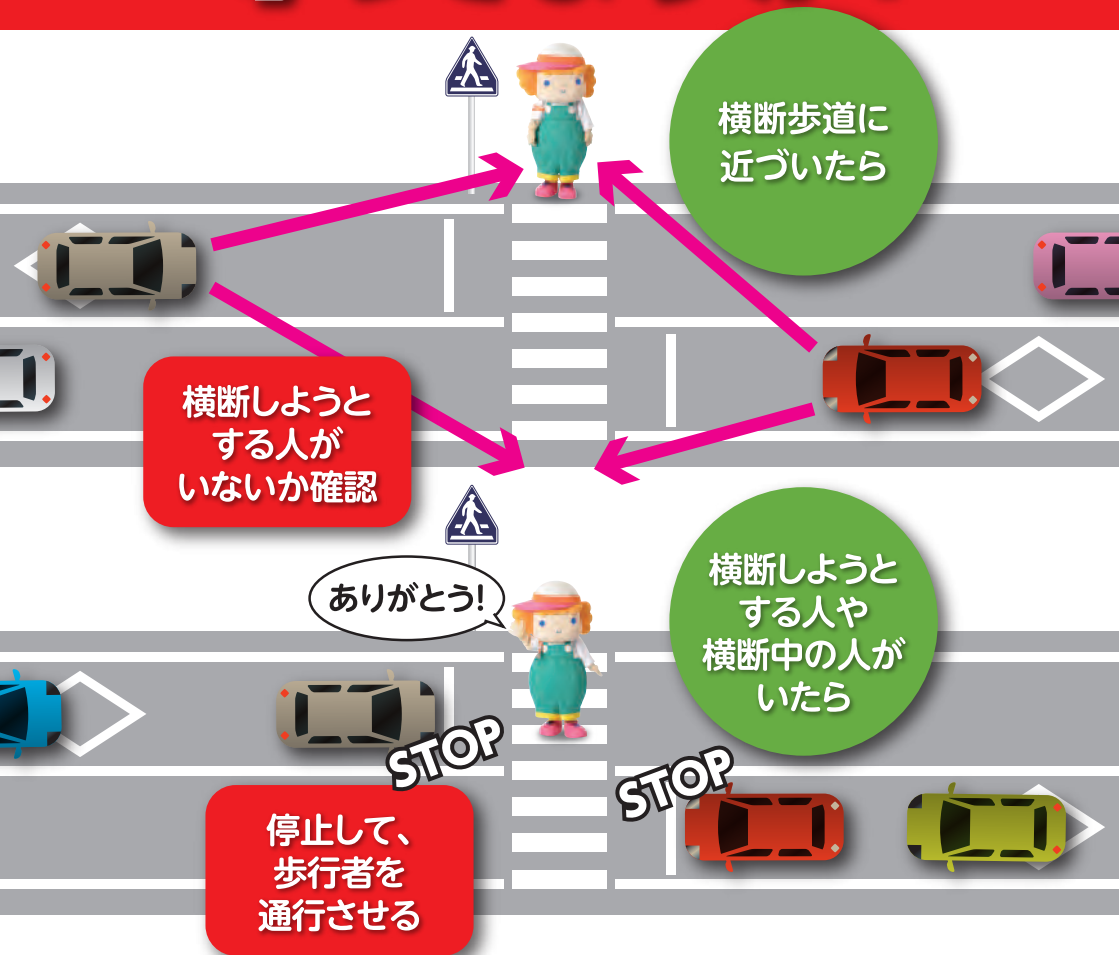 横断歩道に
近づいたら
横断しようと
する人が
いないか確認
ありがとう!
横断しようと
する人や
横断中の人が
いたら
STOP
STOP
停止して、
歩行者を
通行させる